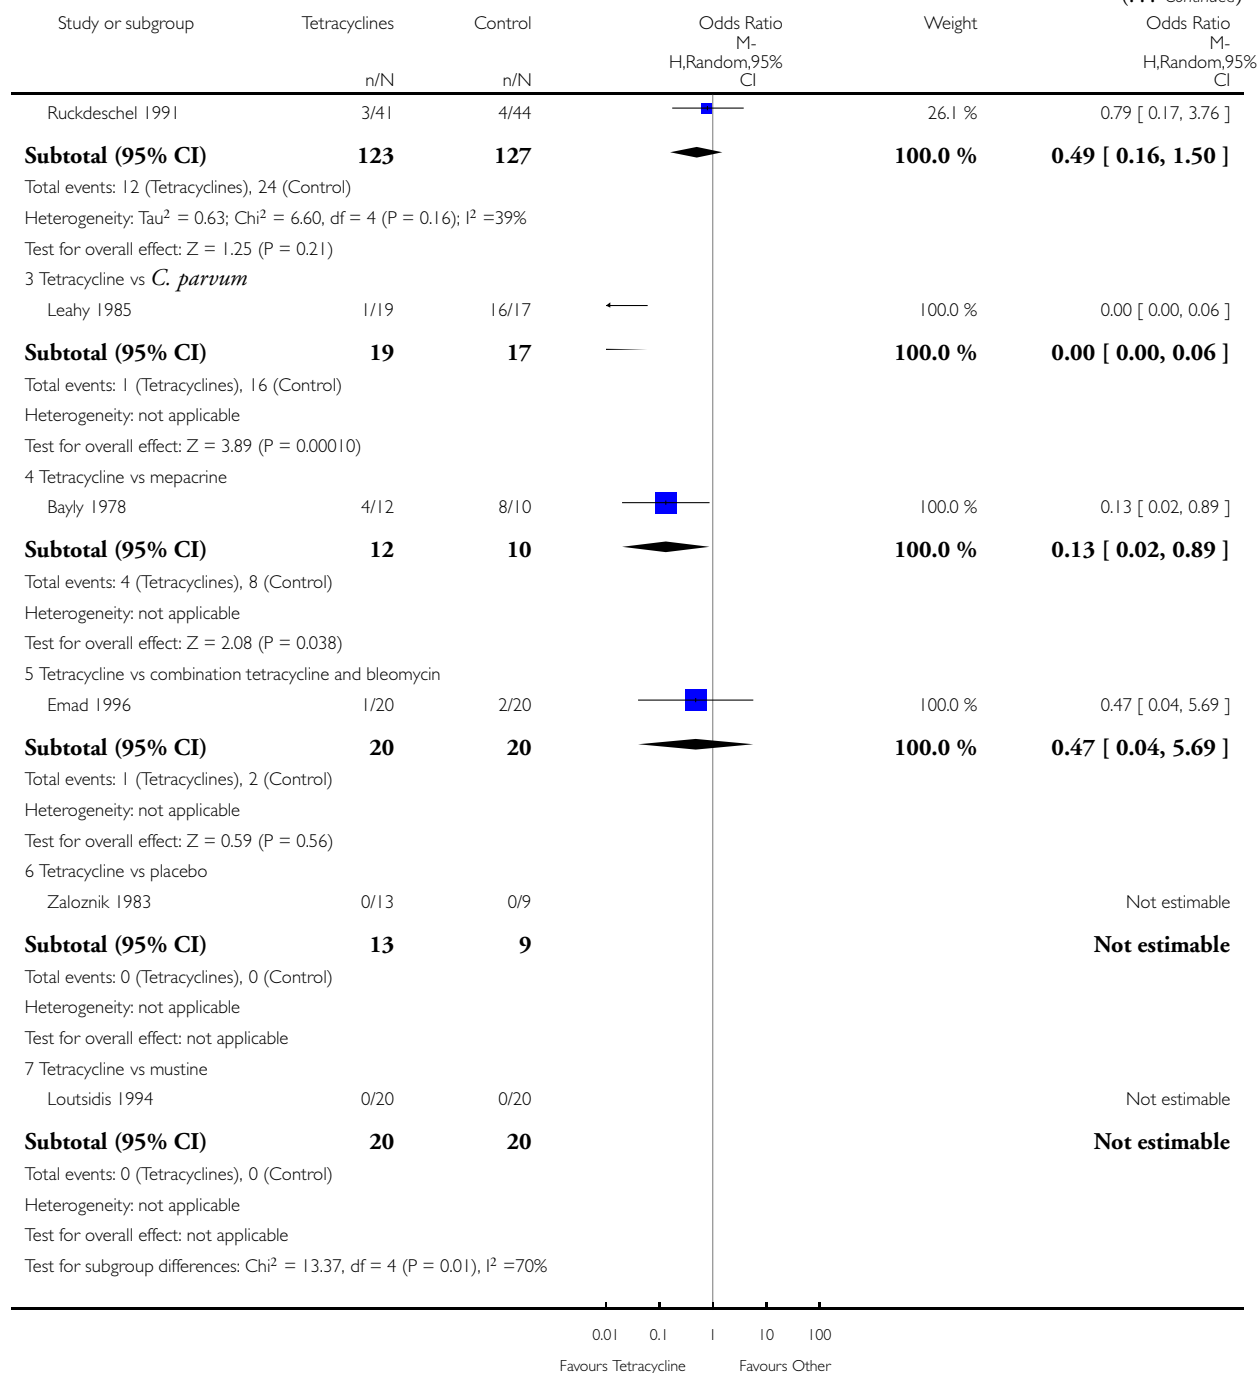 Continued)
Study or subgroup Tetracyclines Control Odds Ratio Weight Odds Ratio
M- M-
H,Random,95% H,Random,95%
n/N n/N CI CI
Ruckdeschel 1991 3/41 4/44 26.1 % 0.79 [ 0.17, 3.76 ]
Subtotal (95% CI) 123 127 100.0 % 0.49 [ 0.16, 1.50 ]
Total events: 12 (Tetracyclines), 24 (Control)
Heterogeneity: Tau² = 0.63; Chi² = 6.60, df = 4 (P = 0.16); I² =39%
Test for overall effect: Z = 1.25 (P = 0.21)
3 Tetracycline vs C. parvum
Leahy 1985 1/19 16/17 100.0 % 0.00 [ 0.00, 0.06 ]
Subtotal (95% CI) 19 17 100.0 % 0.00 [ 0.00, 0.06 ]
Total events: 1 (Tetracyclines), 16 (Control)
Heterogeneity: not applicable
Test for overall effect: Z = 3.89 (P = 0.00010)
4 Tetracycline vs mepacrine
Bayly 1978 4/12 8/10 100.0 % 0.13 [ 0.02, 0.89 ]
Subtotal (95% CI) 12 10 100.0 % 0.13 [ 0.02, 0.89 ]
Total events: 4 (Tetracyclines), 8 (Control)
Heterogeneity: not applicable
Test for overall effect: Z = 2.08 (P = 0.038)
5 Tetracycline vs combination tetracycline and bleomycin
Emad 1996 1/20 2/20 100.0 % 0.47 [ 0.04, 5.69 ]
Subtotal (95% CI) 20 20 100.0 % 0.47 [ 0.04, 5.69 ]
Total events: 1 (Tetracyclines), 2 (Control)
Heterogeneity: not applicable
Test for overall effect: Z = 0.59 (P = 0.56)
6 Tetracycline vs placebo
Zaloznik 1983 0/13 0/9 Not estimable
Subtotal (95% CI) 13 9 Not estimable
Total events: 0 (Tetracyclines), 0 (Control)
Heterogeneity: not applicable
Test for overall effect: not applicable
7 Tetracycline vs mustine
Loutsidis 1994 0/20 0/20 Not estimable
Subtotal (95% CI) 20 20 Not estimable
Total events: 0 (Tetracyclines), 0 (Control)
Heterogeneity: not applicable
Test for overall effect: not applicable
Test for subgroup differences: Chi² = 13.37, df = 4 (P = 0.01), I² =70%
0.01 0.1 1 10 100
Favours Tetracycline Favours Other